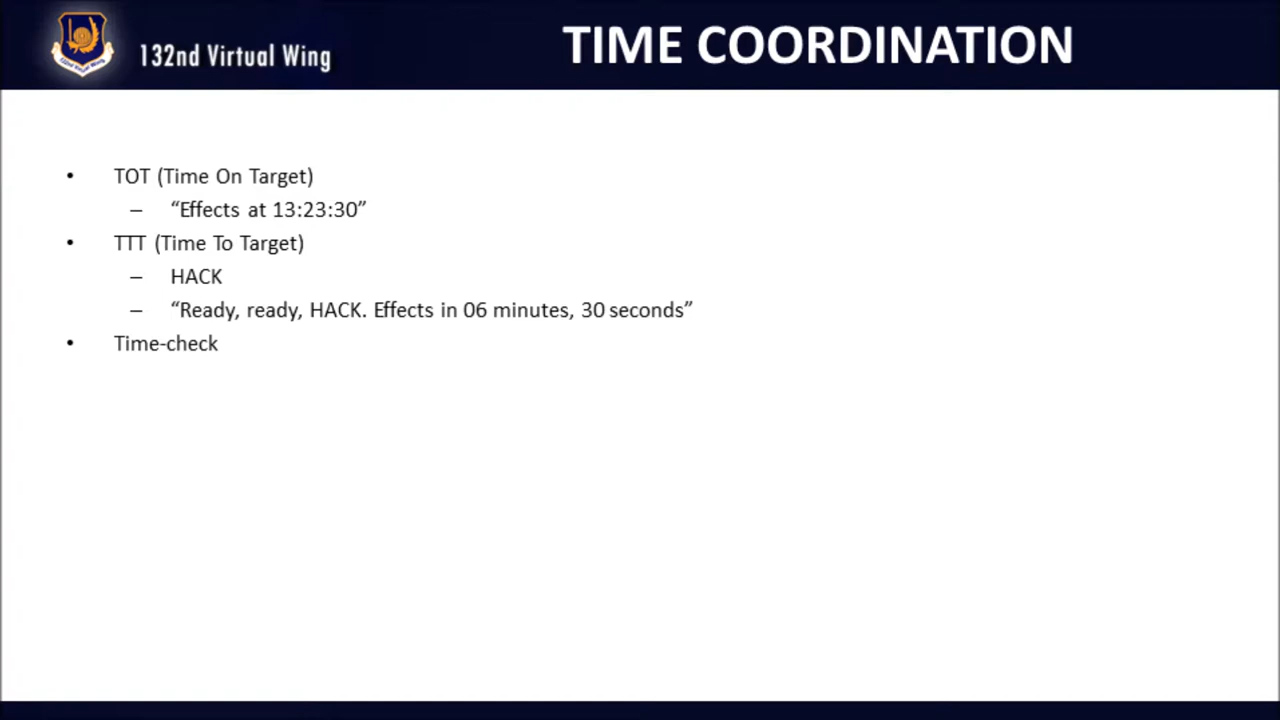 132nd Virtual Wing
TIME COORDINATION
• TOT (Time On Target)
– “Effects at 13:23:30”
• TTT (Time To Target)
– HACK
– “Ready, ready, HACK. Effects in 06 minutes, 30 seconds”
• Time-check